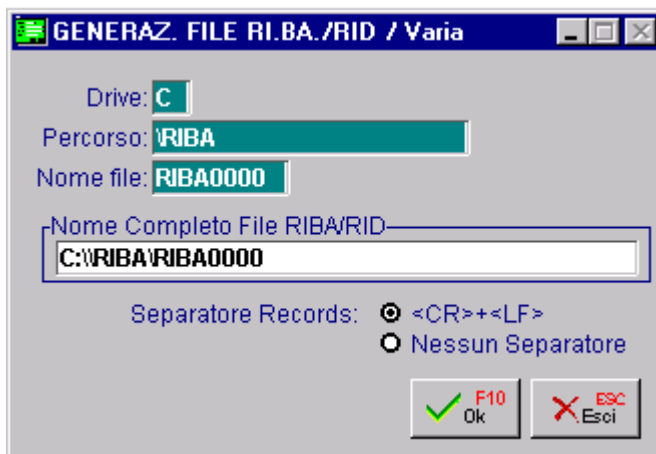 GENERAZ. FILE RI.BA./RID / Varia
Drive: C
Percorso: \RIBA
Nome file: RIBA0000
Nome Completo File RIBA/RID
C:\\RIBA\RIBA0000
Separatore Records: <CR>+<LF>
Nessun Separatore
F10 ESC
Ok Esci